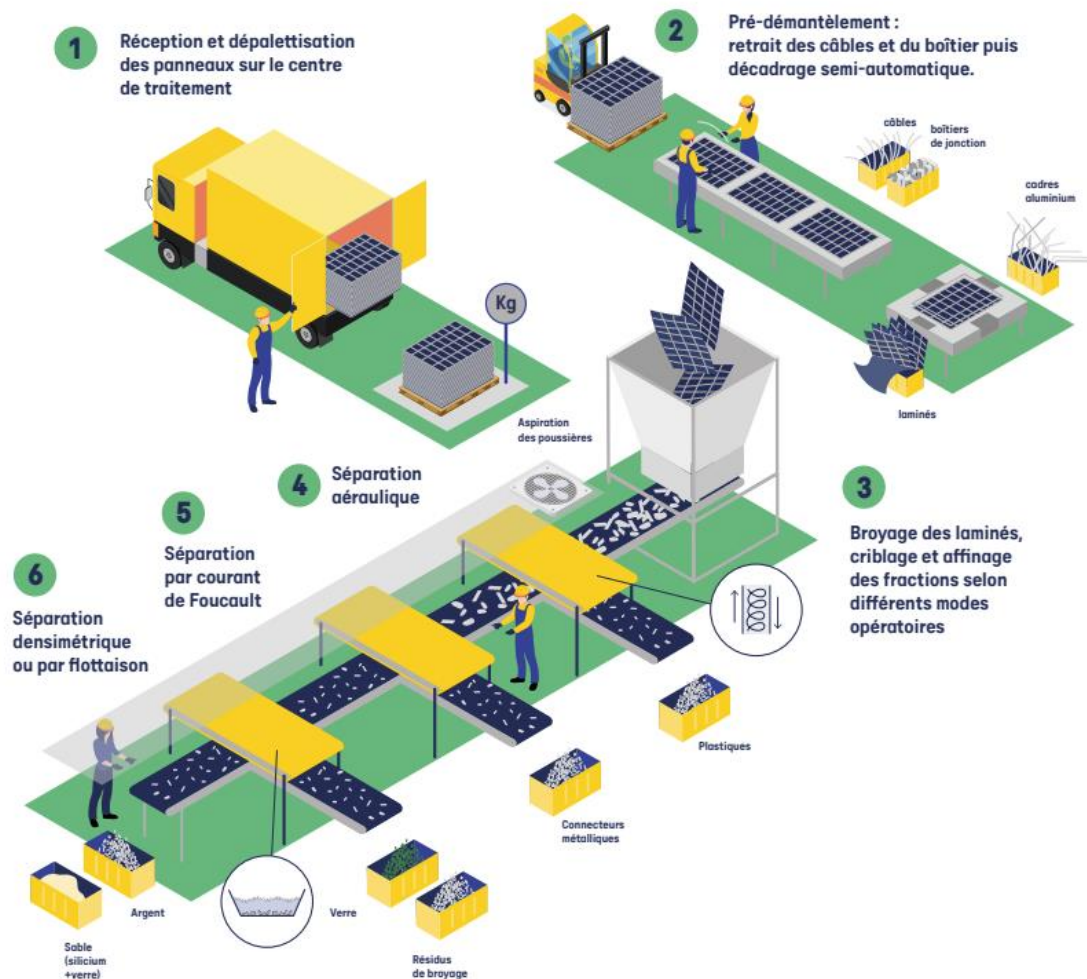 1
Réception et dépalettisation
des panneaux sur le centre
de traitement
2
Pré-démantèlement :
retrait des câbles et du boîtier puis
décadrage semi-automatique.
câbles
boîtiers
de jonction
cadres
aluminium
laminés
Kg
Aspiration
des poussières
3
Broyage des laminés,
criblage et affinage
des fractions selon
différents modes
opératoires
4
Séparation
aéraulique
5
Séparation
par courant
de Foucault
6
Séparation
densimétrique
ou par flottaison
Plastiques
Connecteurs
métalliques
Verre
Résidus
de broyage
Argent
Sable
(silicium
+verre)